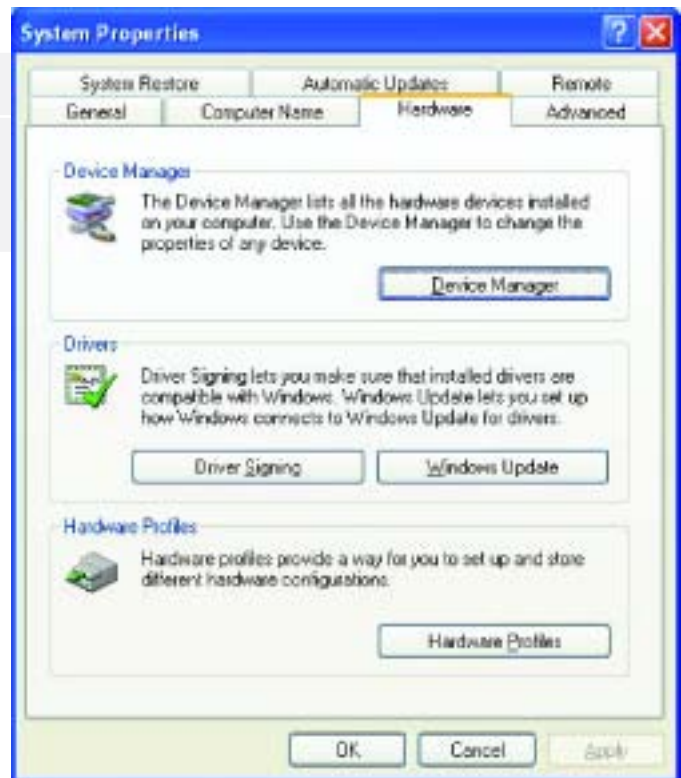 System Properties
System Restore
Automatic Updates
Remote
General
Computer Name
Hardware
Advanced
Device Manager
The Device Manager lists all the hardware devices installed
on your computer. Use the Device Manager to change the
properties of any device.
Device Manager
Drivers
Driver Signing lets you make sure that installed drivers are
compatible with Windows. Windows Update lets you set up
how Windows connects to Windows Update for drivers.
Driver Signing
Windows Update
Hardware Profiles
Hardware profiles provide a way for you to set up and store
different hardware configurations.
Hardware Profiles
OK
Cancel
Apply